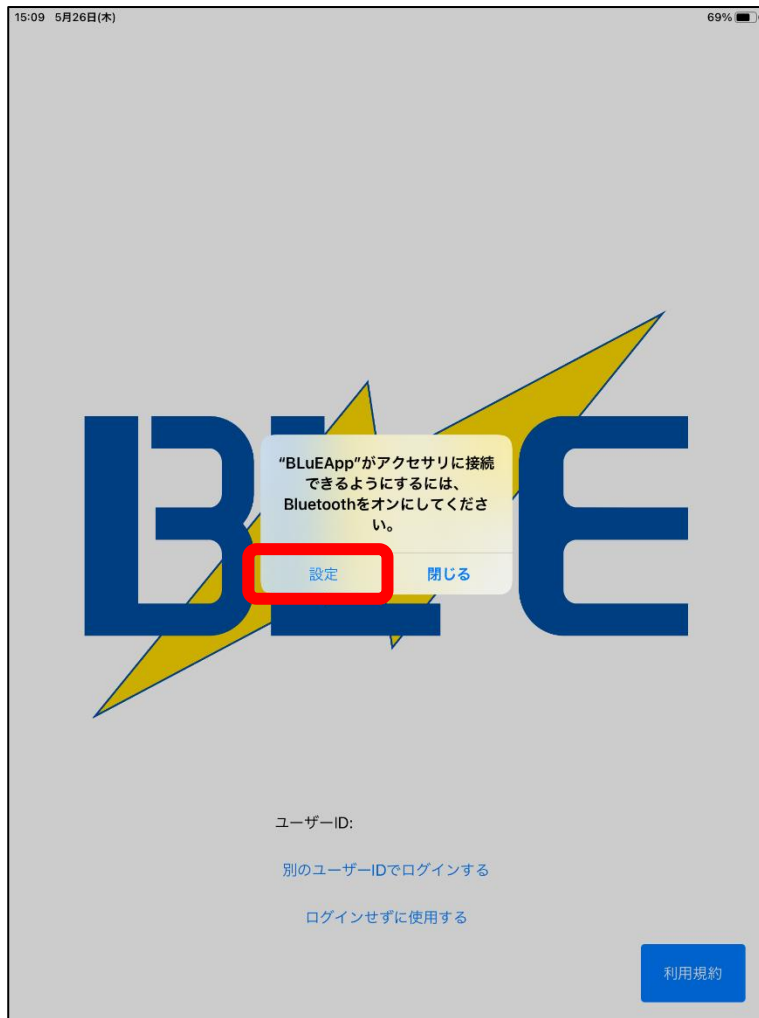 15:09 5月26日(木)
69%
BLE
“BLuEApp”がアクセサリに接続
できるようにするには、
Bluetoothをオンにしてくださ
い。
設定 閉じる
ユーザーID:
別のユーザーIDでログインする
ログインせずに使用する
利用規約